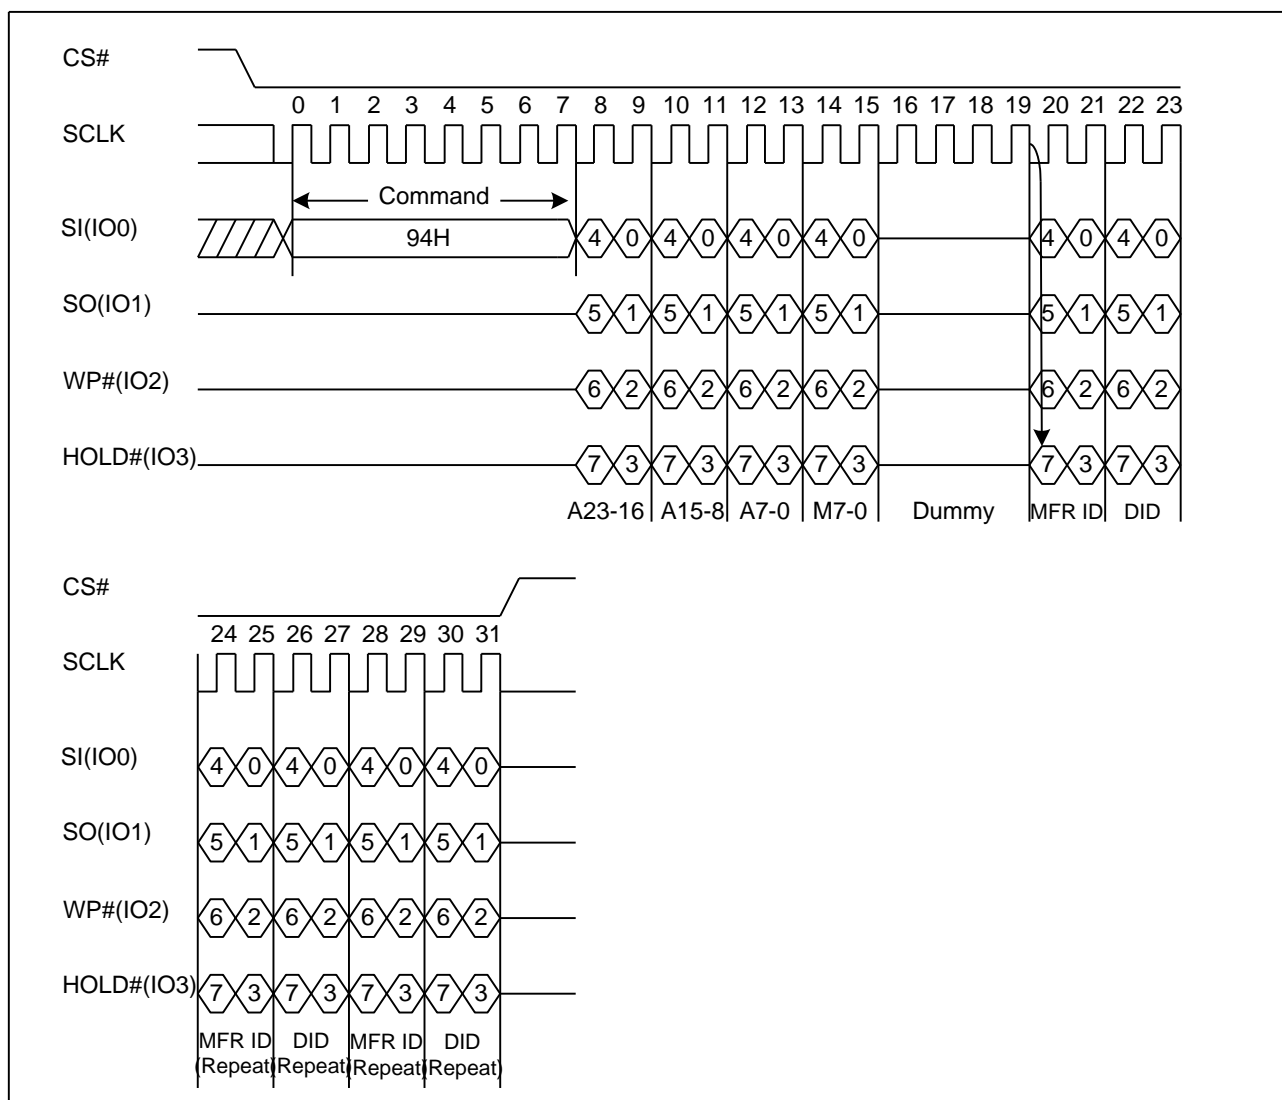 CS#
0 1 2 3 4 5 6 7 8 9 10 11 12 13 14 15 16 17 18 19 20 21 22 23
SCLK
Command
SI(IO0) 94H 4 0 4 0 4 0 4 0 4 0 4 0
SO(IO1) 5 1 5 1 5 1 5 1 5 1 5 1
WP#(IO2) 6 2 6 2 6 2 6 2 6 2 6 2
HOLD#(IO3) 7 3 7 3 7 3 7 3 7 3 7 3
A23-16 A15-8 A7-0 M7-0 Dummy MFR ID DID
CS#
24 25 26 27 28 29 30 31
SCLK
SI(IO0) 4 0 4 0 4 0 4 0
SO(IO1) 5 1 5 1 5 1 5 1
WP#(IO2) 6 2 6 2 6 2 6 2
HOLD#(IO3) 7 3 7 3 7 3 7 3
MFR ID DID MFR ID DID
(Repeat) (Repeat) (Repeat) (Repeat)